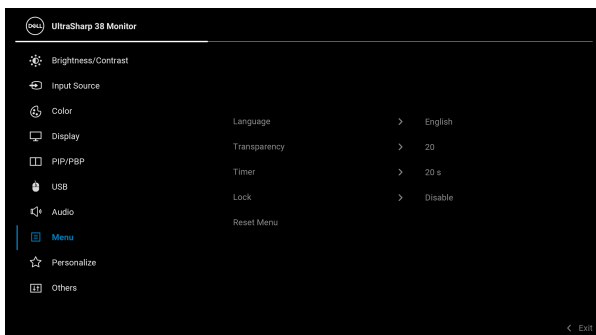 DELL UltraSharp 38 Monitor
Brightness/Contrast
Input Source
Color
Display
PIP/PBP
USB
Audio
Menu
Personalize
Others
Language > English
Transparency > 20
Timer > 20 s
Lock > Disable
Reset Menu
< Exit